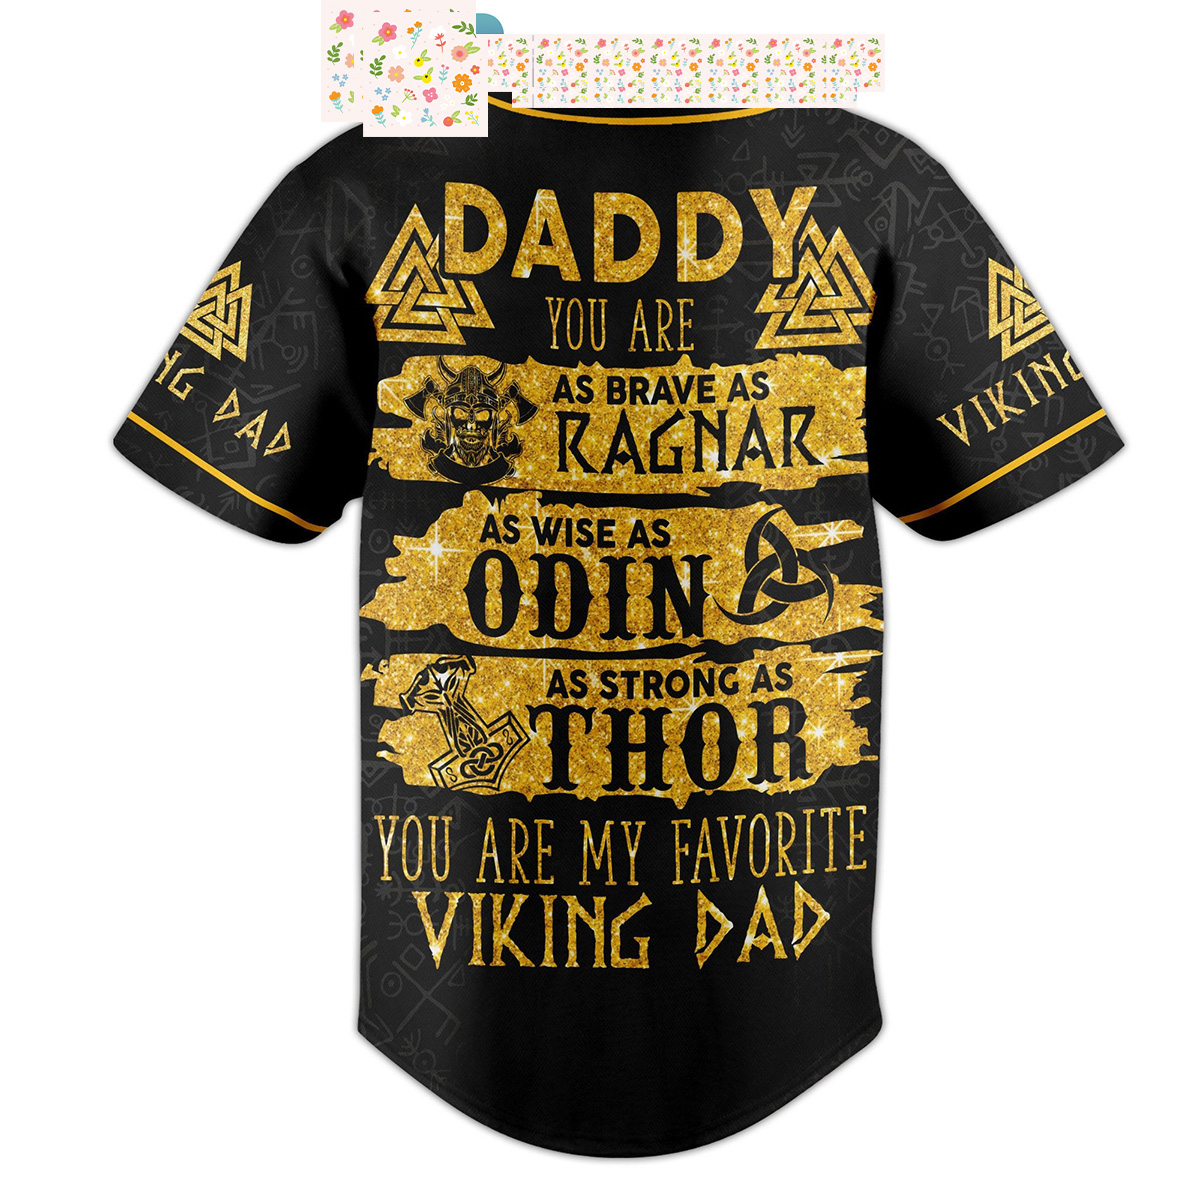 DADDY
YOU ARE
AS BRAVE AS
RAGNAR
AS WISE AS
ODIN
AS STRONG AS
THOR
YOU ARE MY FAVORITE
VIKING DAD
NG DAD
VIKING